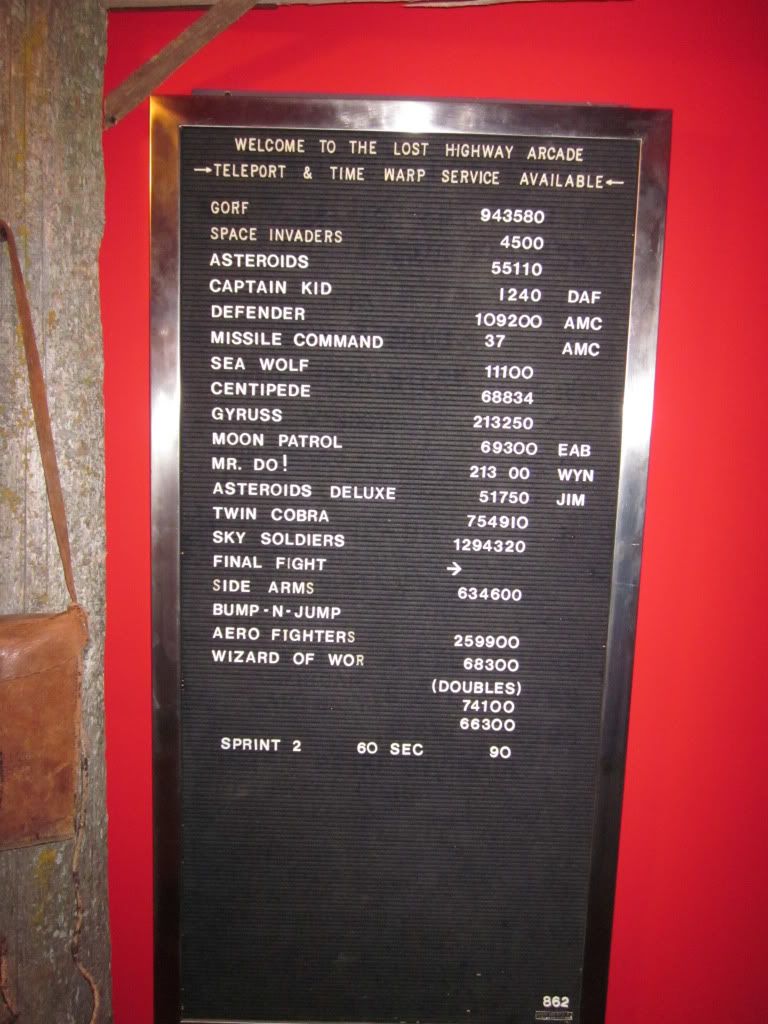 WELCOME TO THE LOST HIGHWAY ARCADE
→TELEPORT & TIME WARP SERVICE AVAILABLE←
GORF 943580
SPACE INVADERS 4500
ASTEROIDS 55110
CAPTAIN KID 1240 DAF
DEFENDER 109200 AMC
MISSILE COMMAND 37 AMC
SEA WOLF 11100
CENTIPEDE 68834
GYRUSS 213250
MOON PATROL 69300 EAB
MR. DO! 213 00 WYN
ASTEROIDS DELUXE 51750 JIM
TWIN COBRA 754910
SKY SOLDIERS 1294320
FINAL FIGHT →
SIDE ARMS 634600
BUMP-N-JUMP
AERO FIGHTERS 259900
WIZARD OF WOR 68300
(DOUBLES)
74100
66300
SPRINT 2 60 SEC 90
862